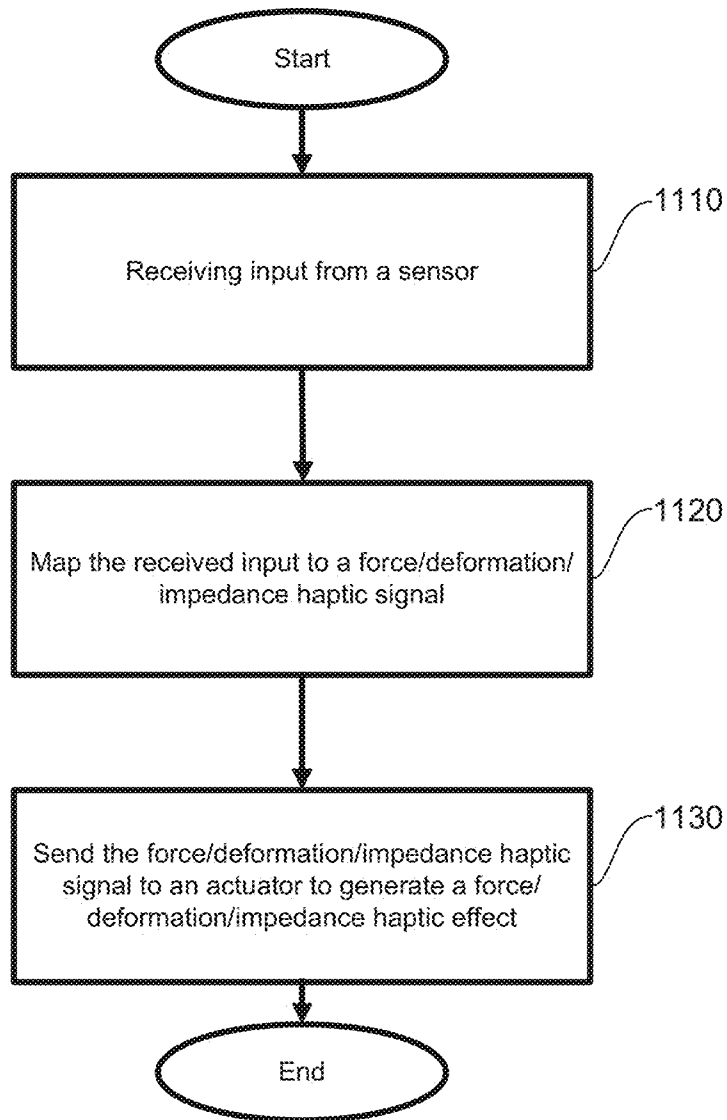 Start
1110
Receiving input from a sensor
1120
Map the received input to a force/deformation/
impedance haptic signal
1130
Send the force/deformation/impedance haptic
signal to an actuator to generate a force/
deformation/impedance haptic effect
End